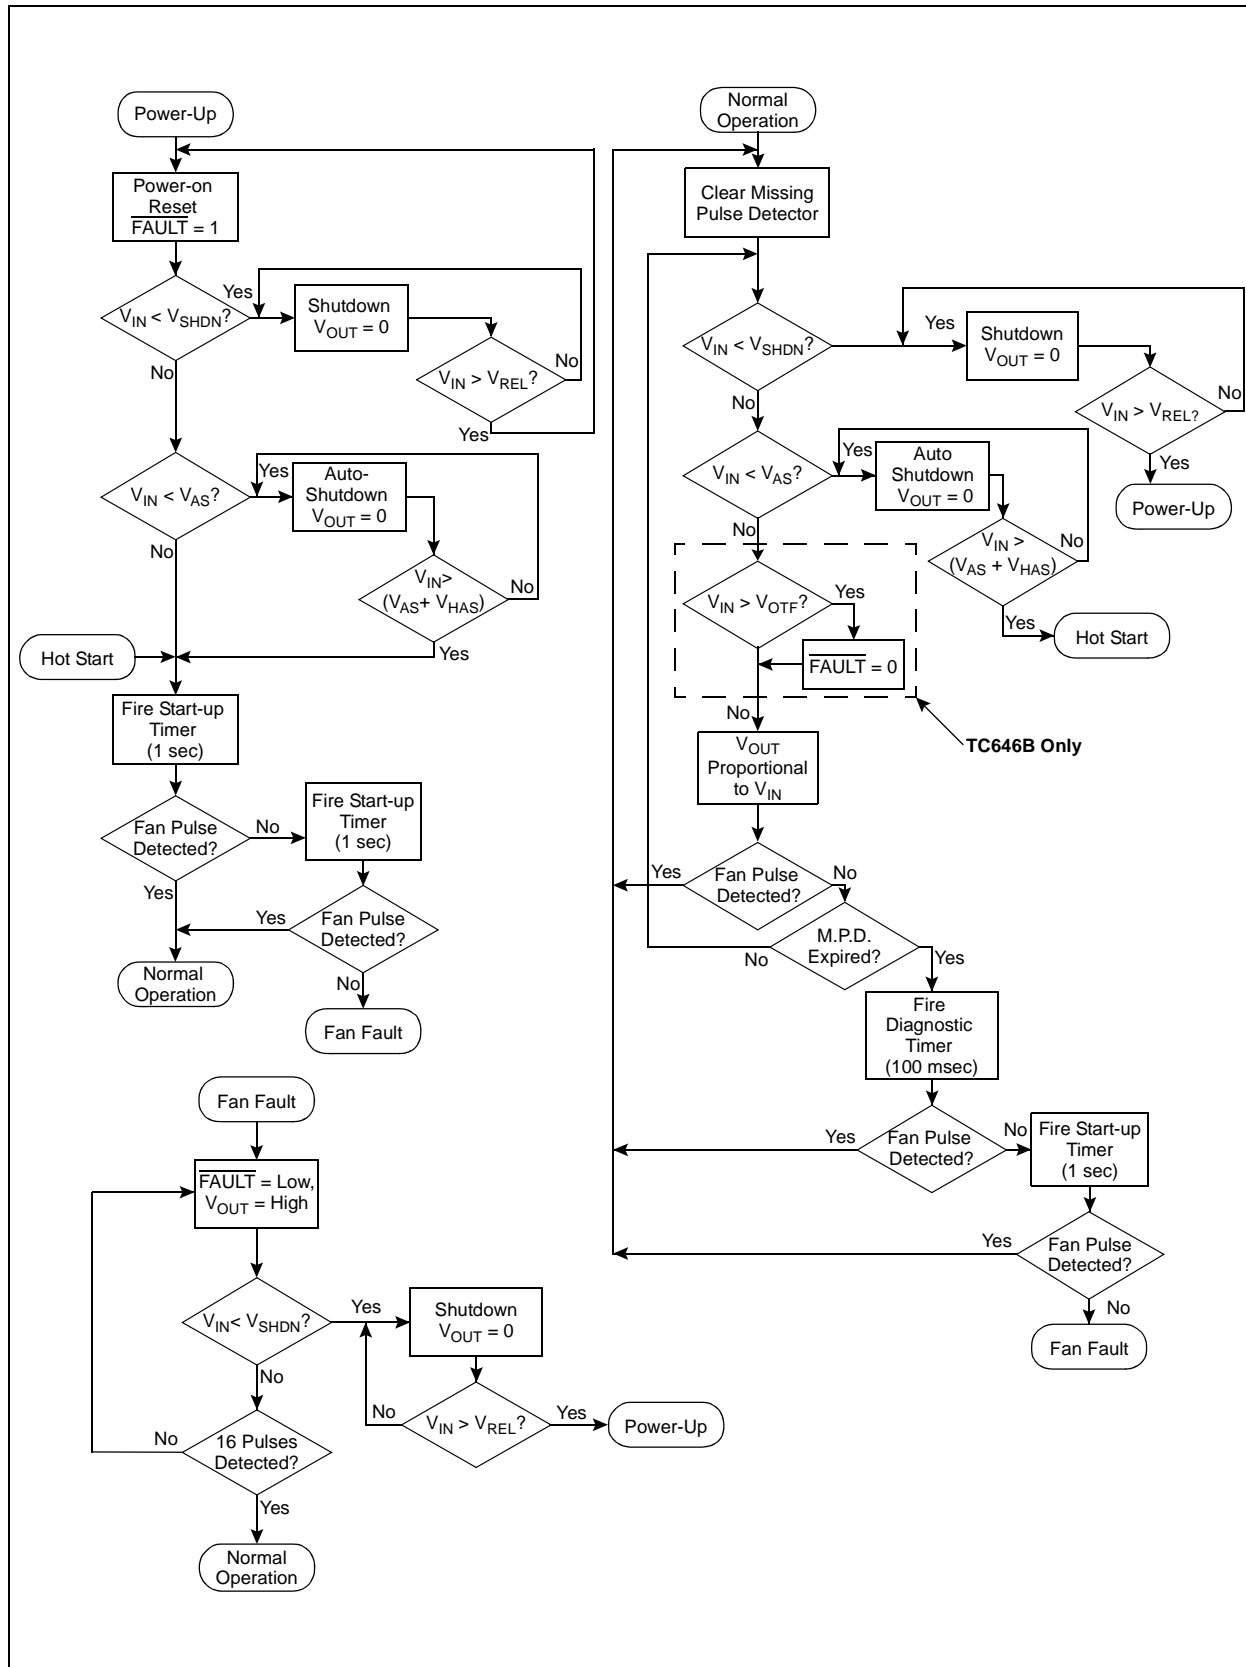 Power-Up
Power-on
Reset
FAULT = 1
VIN < VSHDN?
Yes
Shutdown
VOUT = 0
VIN > VREL?
No
Yes
No
VIN < VAS?
Yes
Auto-
Shutdown
VOUT = 0
VIN>
(VAS+ VHAS)
No
Yes
No
Hot Start
Fire Start-up
Timer
(1 sec)
Fan Pulse
Detected?
No
Fire Start-up
Timer
(1 sec)
Yes
Fan Pulse
Detected?
Yes
No
Normal
Operation
Fan Fault
Fan Fault
FAULT = Low,
VOUT = High
VIN< VSHDN?
Yes
Shutdown
VOUT = 0
No
VIN > VREL?
No
Yes
Power-Up
16 Pulses
Detected?
No
Yes
Normal
Operation
Normal
Operation
Clear Missing
Pulse Detector
VIN < VSHDN?
Yes
Shutdown
VOUT = 0
VIN > VREL?
No
Yes
Power-Up
No
VIN < VAS?
Yes
Auto
Shutdown
VOUT = 0
VIN >
(VAS + VHAS)
No
Yes
Hot Start
No
VIN > VOTF?
Yes
FAULT = 0
No
TC646B Only
VOUT
Proportional
to VIN
Fan Pulse
Detected?
Yes
No
M.P.D.
Expired?
No
Yes
Fire
Diagnostic
Timer
(100 msec)
Fan Pulse
Detected?
Yes
No
Fire Start-up
Timer
(1 sec)
Fan Pulse
Detected?
Yes
No
Fan Fault